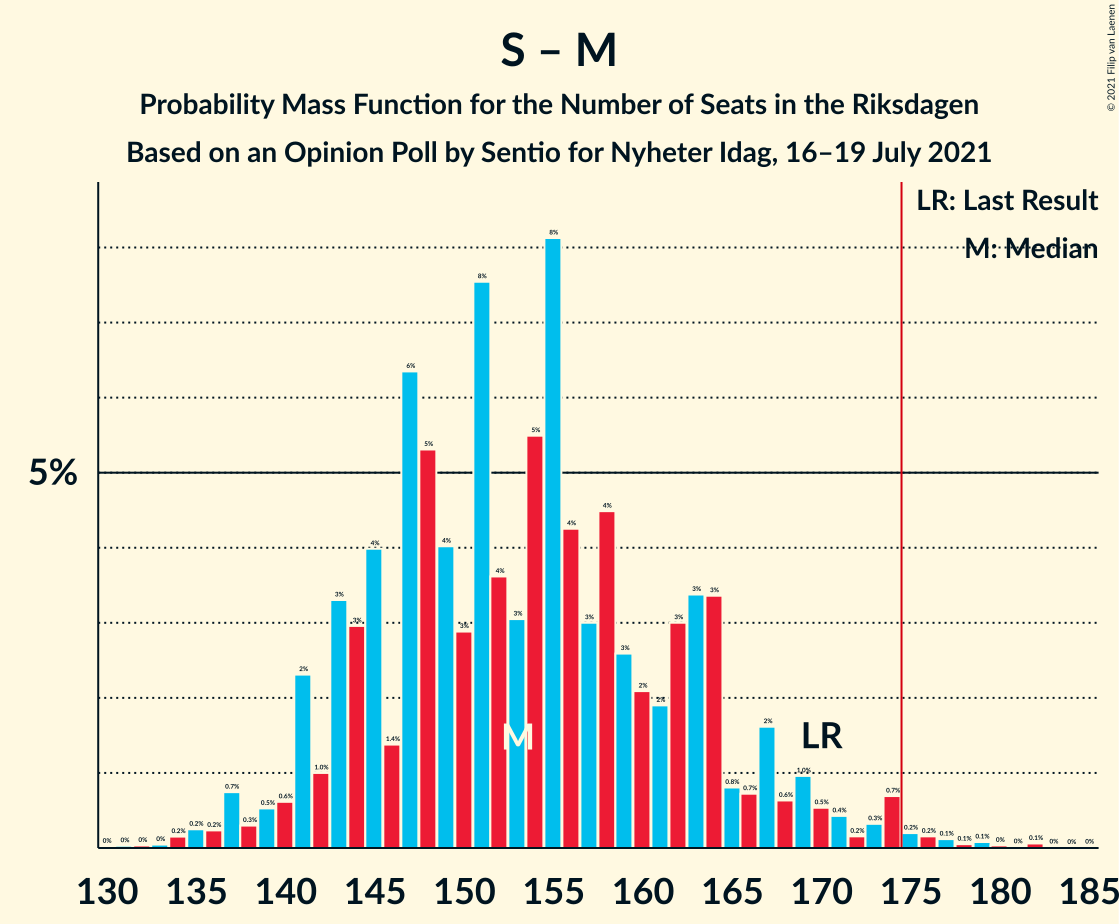 S – M
Probability Mass Function for the Number of Seats in the Riksdagen
Based on an Opinion Poll by Sentio for Nyheter Idag, 16–19 July 2021
© 2021 Filip van Laenen
LR: Last Result
M: Median
5%
0% 0% 0% 0% 0.2% 0.2% 0.2% 0.7% 0.3% 0.5% 0.6% 2% 1.0% 3% 3% 4% 1.4% 6% 5% 4% 3% 8% 4% 3% 5% 8% 4% 3% 4% 3% 2% 2% 3% 3% 3% 0.8% 0.7% 2% 0.6% 1.0% 0.5% 0.4% 0.2% 0.3% 0.7% 0.2% 0.2% 0.1% 0.1% 0.1% 0% 0% 0.1% 0% 0% 0%
M
LR
130 135 140 145 150 155 160 165 170 175 180 185